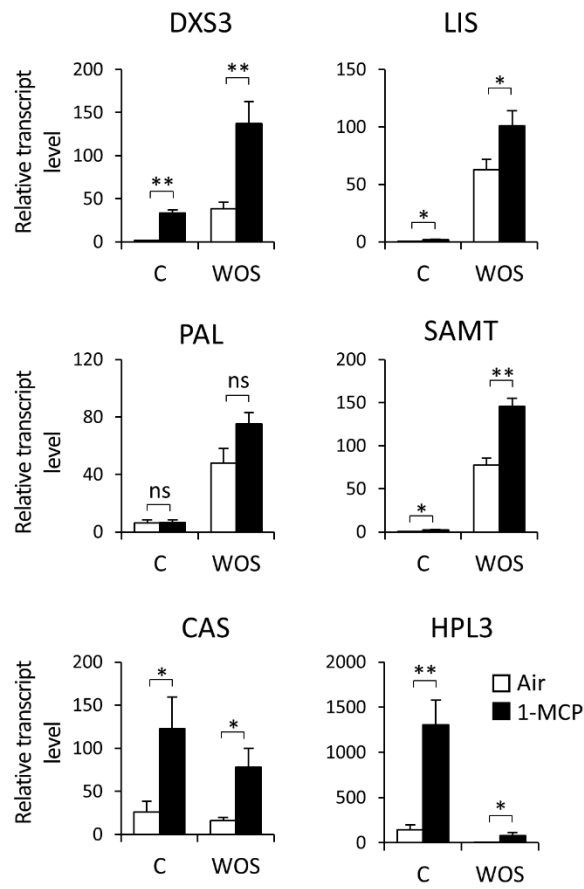 DXS3
LIS
Relative transcript
level
200
150
100
50
0
**
**
C
WOS
150
100
50
0
*
*
C
WOS
PAL
SAMT
Relative transcript
level
120
80
40
0
ns
ns
C
WOS
200
150
100
50
0
*
**
C
WOS
CAS
HPL3
Relative transcript
level
200
150
100
50
0
*
*
C
WOS
2000
1500
1000
500
0
**
*
Air
1-MCP
C
WOS